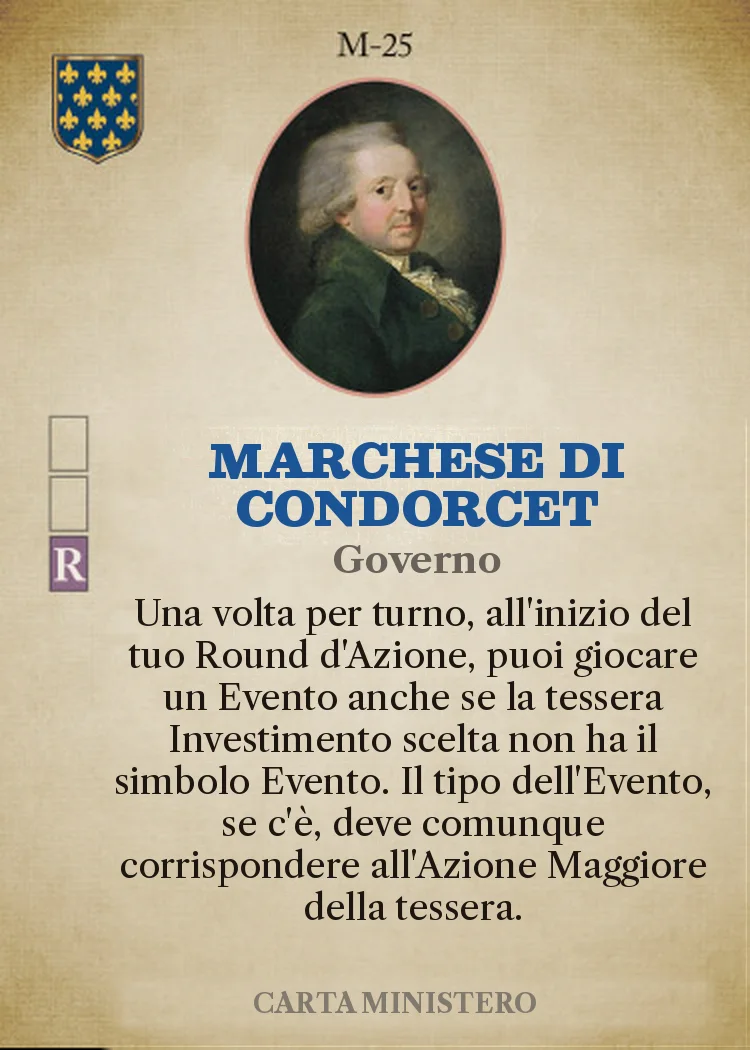 M-25
MARCHESE DI
CONDORCET
Governo
R
Una volta per turno, all'inizio del
tuo Round d'Azione, puoi giocare
un Evento anche se la tessera
Investimento scelta non ha il
simbolo Evento. Il tipo dell'Evento,
se c'è, deve comunque
corrispondere all'Azione Maggiore
della tessera.
CARTA MINISTERO